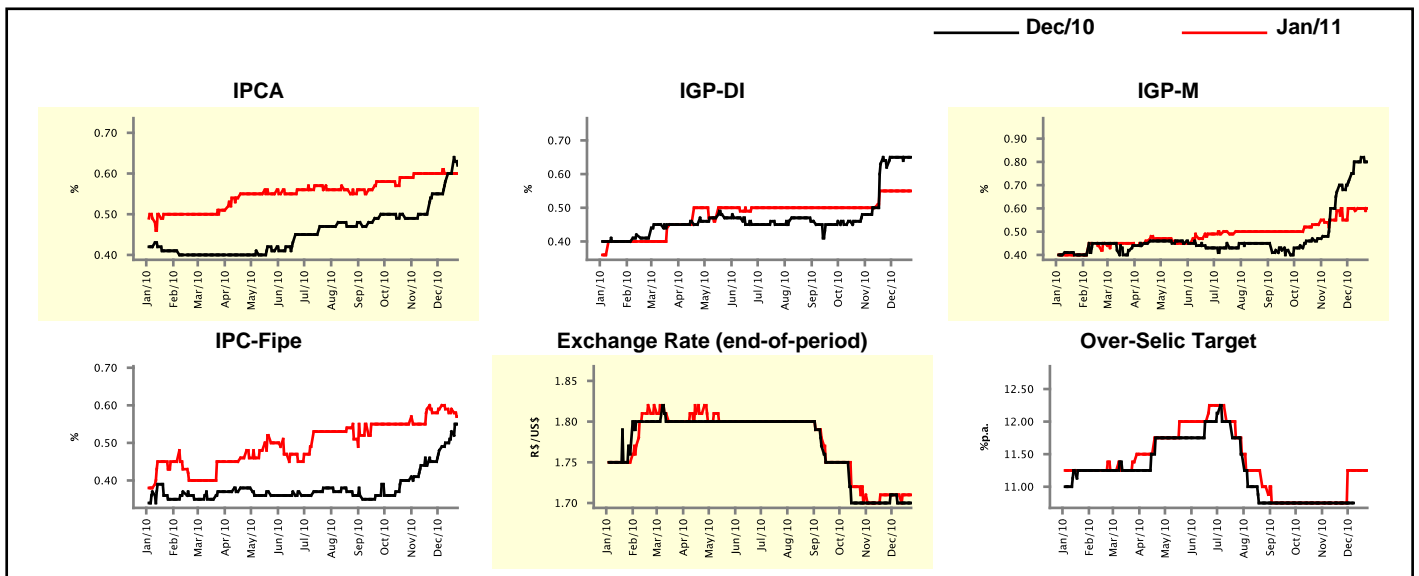 Dec/10 Jan/11
IPCA
IGP-DI
IGP-M
%
0.70
0.60
0.50
0.40
Jan/10 Feb/10 Mar/10 Apr/10 May/10 Jun/10 Jul/10 Aug/10 Sep/10 Oct/10 Nov/10 Dec/10
%
0.70
0.60
0.50
0.40
Jan/10 Feb/10 Mar/10 Apr/10 May/10 Jun/10 Jul/10 Aug/10 Sep/10 Oct/10 Nov/10 Dec/10
%
0.90
0.80
0.70
0.60
0.50
0.40
Jan/10 Feb/10 Mar/10 Apr/10 May/10 Jun/10 Jul/10 Aug/10 Sep/10 Oct/10 Nov/10 Dec/10
IPC-Fipe
Exchange Rate (end-of-period)
Over-Selic Target
%
0.70
0.60
0.50
0.40
Jan/10 Feb/10 Mar/10 Apr/10 May/10 Jun/10 Jul/10 Aug/10 Sep/10 Oct/10 Nov/10 Dec/10
R$/US$
1.85
1.80
1.75
1.70
Jan/10 Feb/10 Mar/10 Apr/10 May/10 Jun/10 Jul/10 Aug/10 Sep/10 Oct/10 Nov/10 Dec/10
%p.a.
12.50
12.00
11.50
11.00
Jan/10 Feb/10 Mar/10 Apr/10 May/10 Jun/10 Jul/10 Aug/10 Sep/10 Oct/10 Nov/10 Dec/10